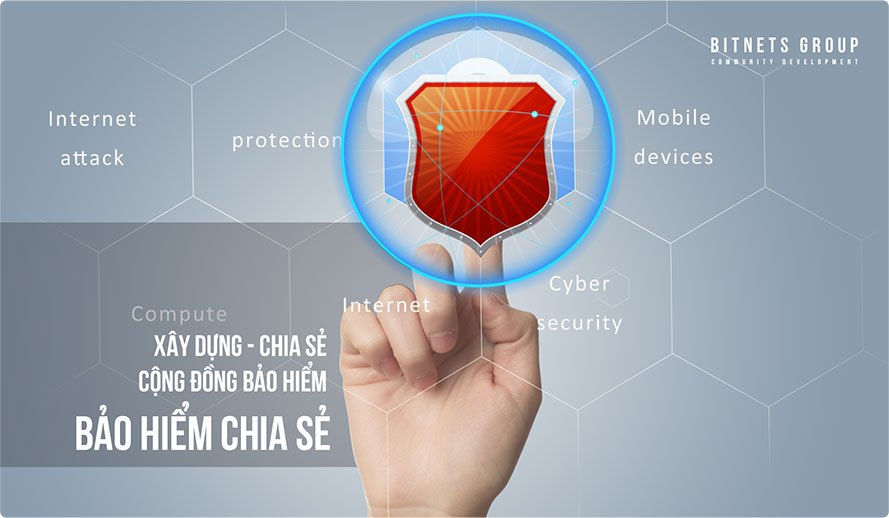 BITNETS GROUP
COMMUNITY DEVELOPMENT
Internet
attack
protection
Mobile
devices
Cyber
security
Internet
Compute
XÂY DỰNG - CHIA SẺ
CỘNG ĐỒNG BẢO HIỂM
BẢO HIỂM CHIA SẺ